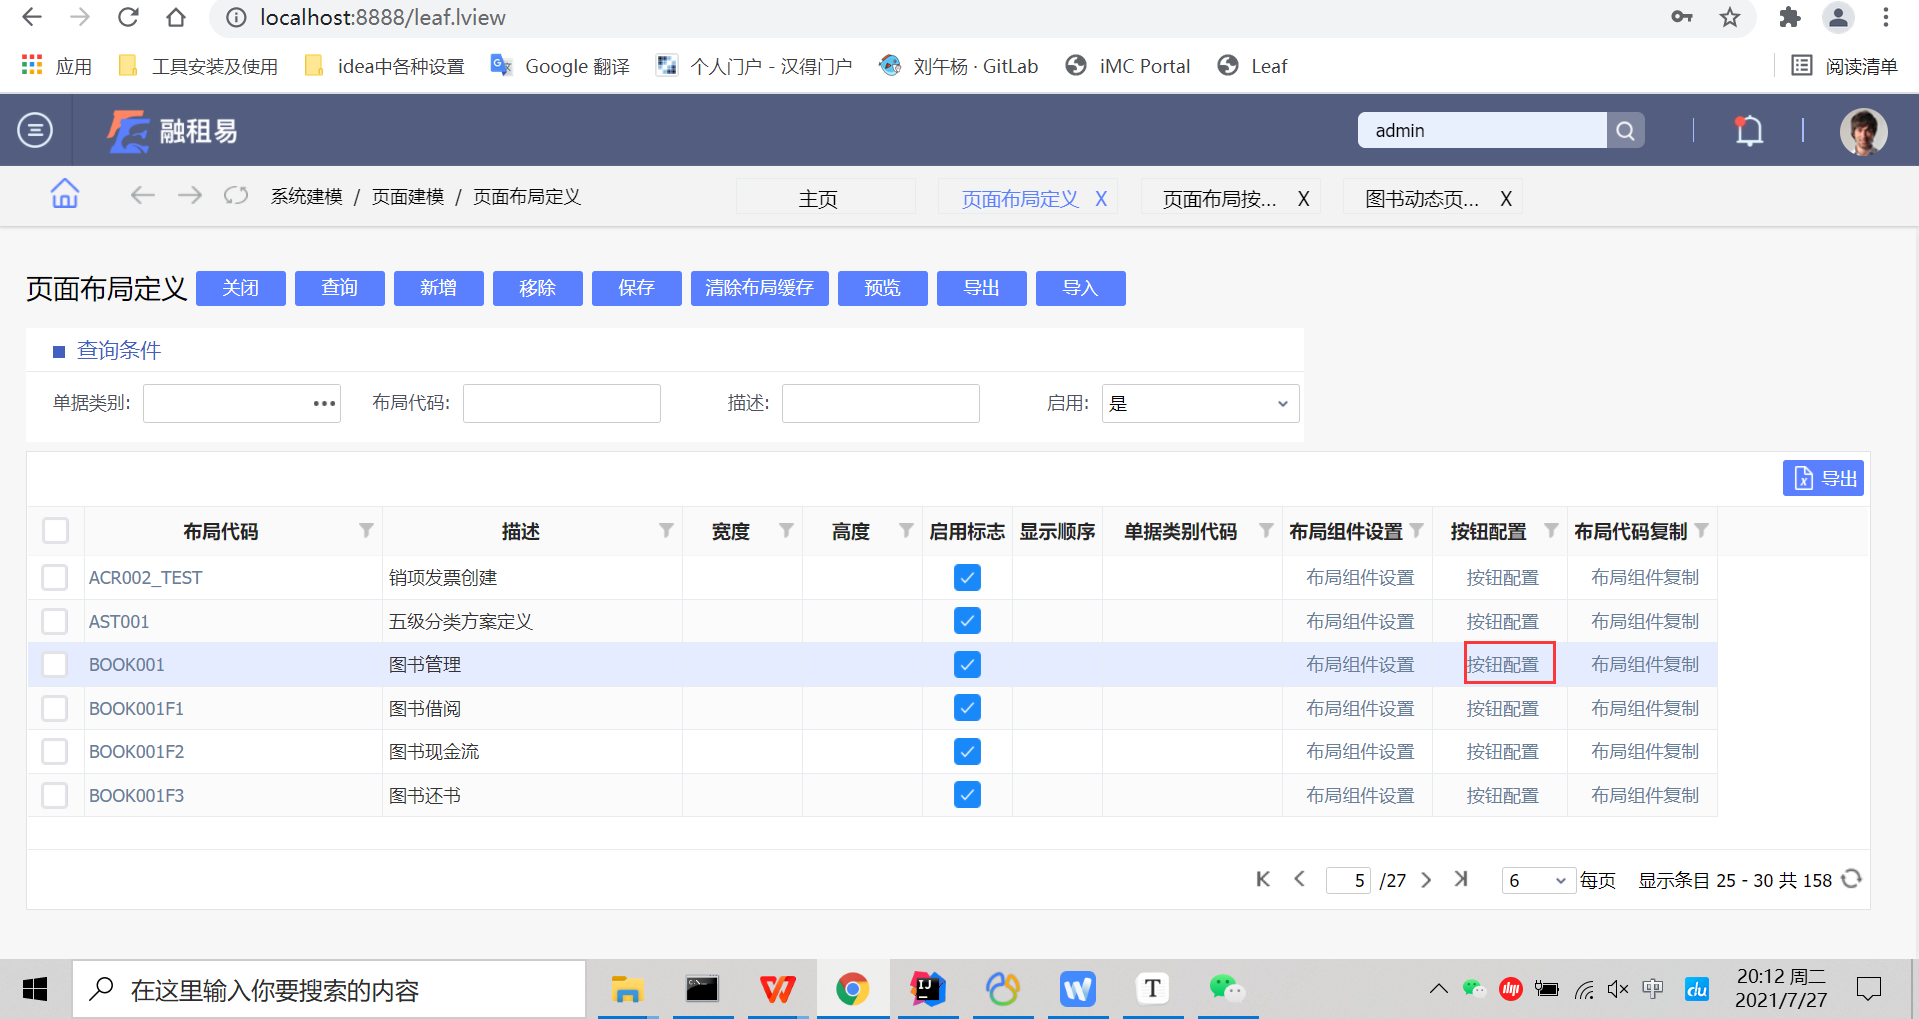 localhost:8888/leaf.lview
应用 工具安装及使用 idea中各种设置 Google 翻译 个人门户 - 汉得门户 刘午杨 · GitLab iMC Portal Leaf 阅读清单
融租易 admin
系统建模 / 页面建模 / 页面布局定义 主页 页面布局定义 X 页面布局按... X 图书动态页... X
页面布局定义 关闭 查询 新增 移除 保存 清除布局缓存 预览 导出 导入
查询条件
单据类别: 布局代码: 描述: 启用: 是
导出
布局代码 描述 宽度 高度 启用标志 显示顺序 单据类别代码 布局组件设置 按钮配置 布局代码复制
ACR002_TEST 销项发票创建 布局组件设置 按钮配置 布局组件复制
AST001 五级分类方案定义 布局组件设置 按钮配置 布局组件复制
BOOK001 图书管理 布局组件设置 按钮配置 布局组件复制
BOOK001F1 图书借阅 布局组件设置 按钮配置 布局组件复制
BOOK001F2 图书现金流 布局组件设置 按钮配置 布局组件复制
BOOK001F3 图书还书 布局组件设置 按钮配置 布局组件复制
5 /27 6 每页 显示条目 25 - 30 共 158
在这里输入你要搜索的内容 中 du 20:12 周二
2021/7/27